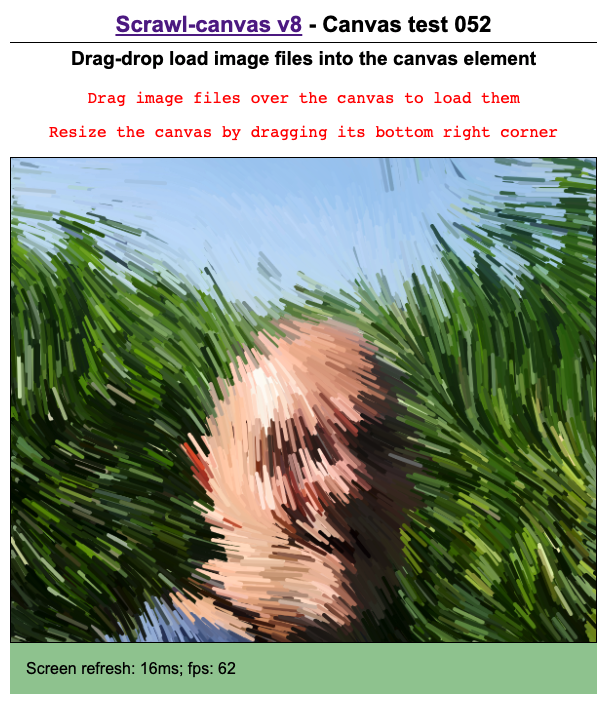 Scrawl-canvas v8 - Canvas test 052
Drag-drop load image files into the canvas element
Drag image files over the canvas to load them
Resize the canvas by dragging its bottom right corner
Screen refresh: 16ms; fps: 62